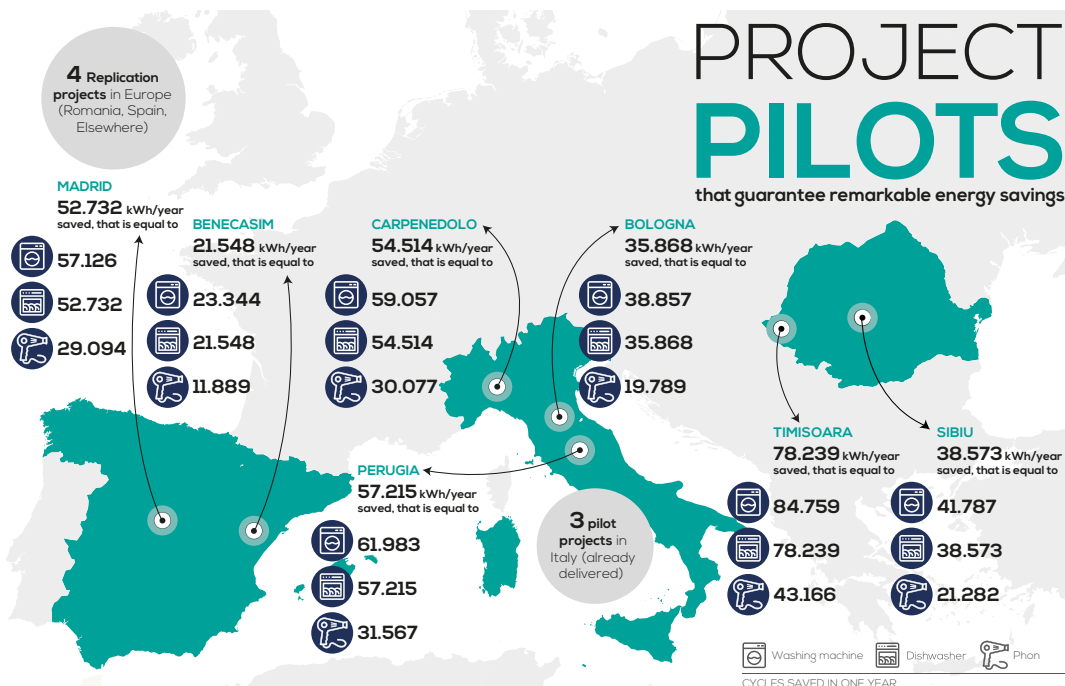 PROJECT
PILOTS
that guarantee remarkable energy savings
4 Replication
projects in Europe
(Romania, Spain,
Elsewhere)
MADRID
52.732 kWh/year
saved, that is equal to
57.126
52.732
29.094
BENECASIM
21.548 kWh/year
saved, that is equal to
23.344
21.548
11.889
CARPENEDOLO
54.514 kWh/year
saved, that is equal to
59.057
54.514
30.077
BOLOGNA
35.868 kWh/year
saved, that is equal to
38.857
35.868
19.789
PERUGIA
57.215 kWh/year
saved, that is equal to
61.983
57.215
31.567
3 pilot
projects in
Italy (already
delivered)
TIMISOARA
78.239 kWh/year
saved, that is equal to
84.759
78.239
43.166
SIBIU
38.573 kWh/year
saved, that is equal to
41.787
38.573
21.282
Washing machine Dishwasher Phon
CYCLES SAVED IN ONE YEAR